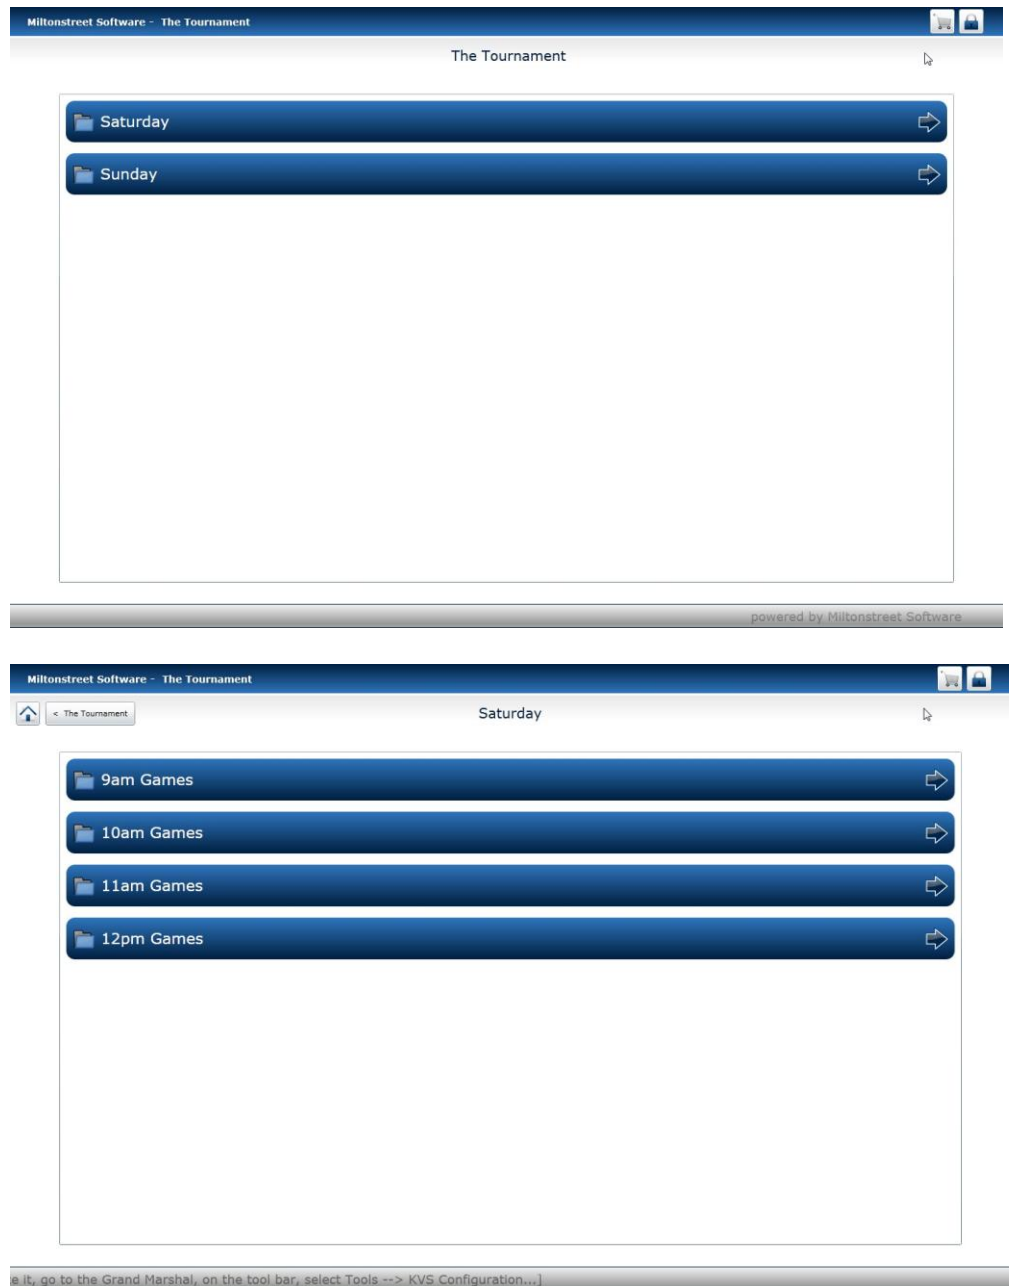 Miltonstreet Software - The Tournament
The Tournament
Saturday
Sunday
powered by Miltonstreet Software
Miltonstreet Software - The Tournament
< The Tournament
Saturday
9am Games
10am Games
11am Games
12pm Games
e it, go to the Grand Marshal, on the tool bar, select Tools --> KVS Configuration...]